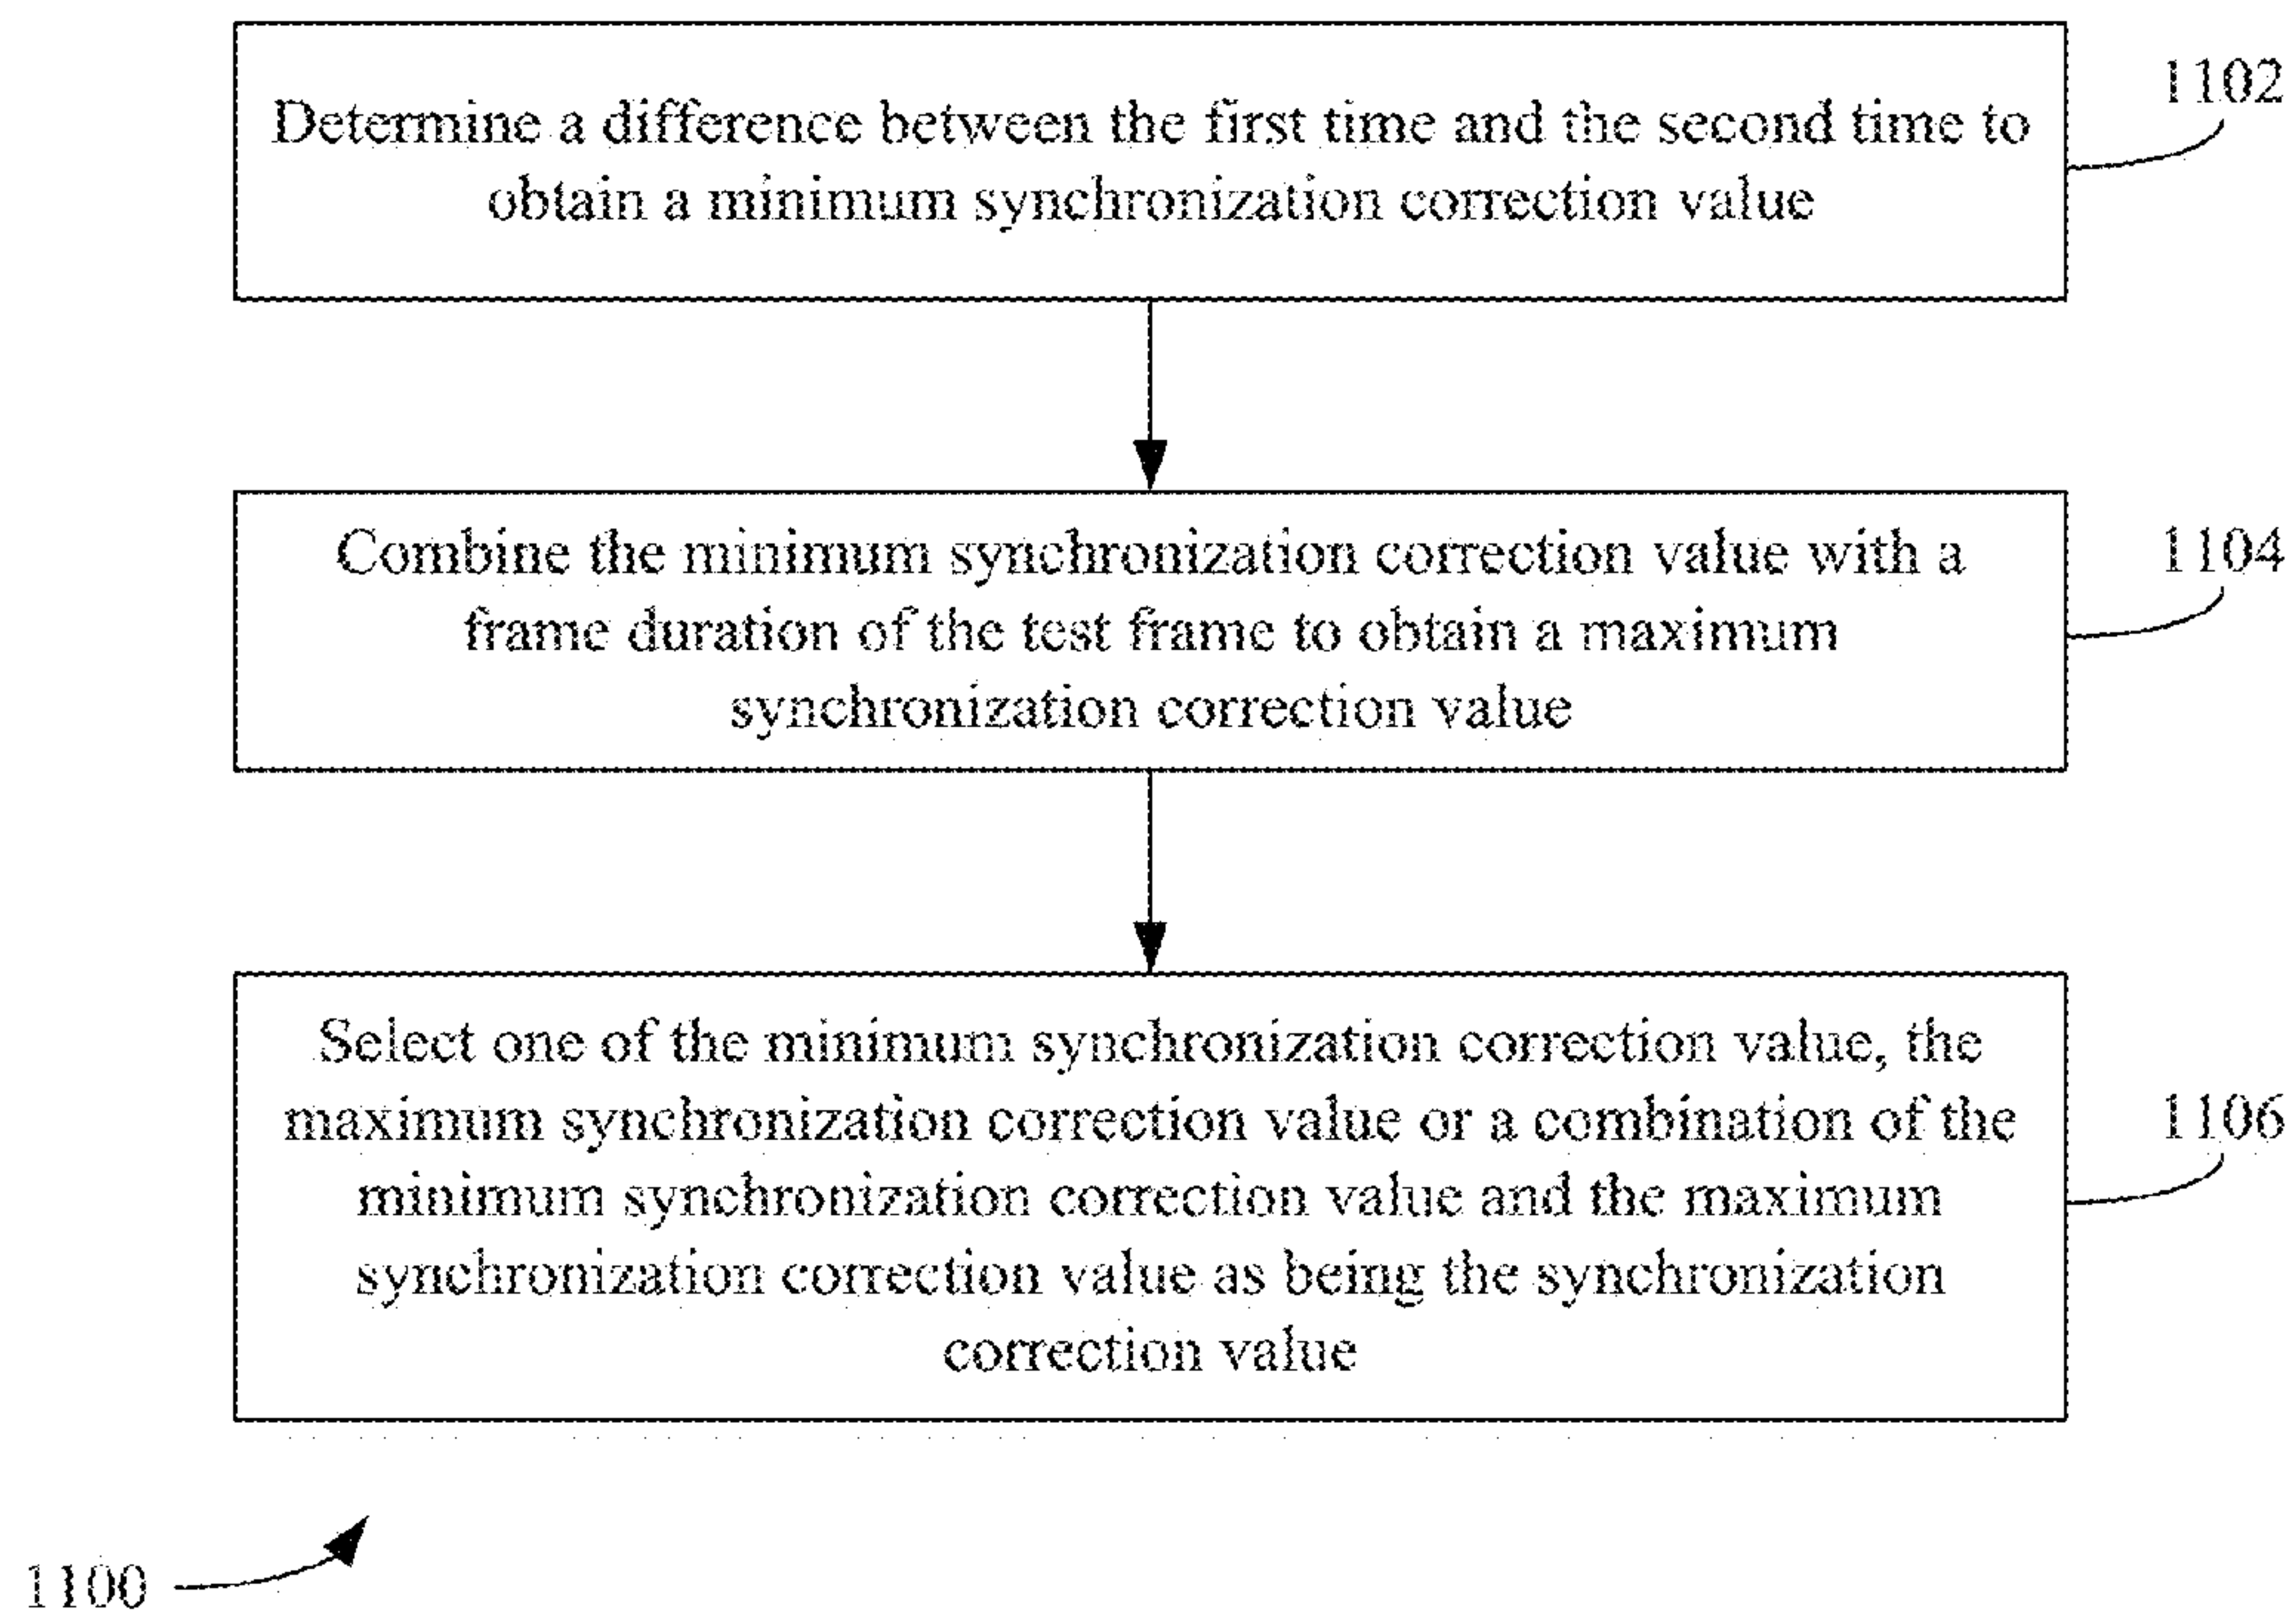 Determine a difference between the first time and the second time to
obtain a minimum synchronization correction value
1102
Combine the minimum synchronization correction value with a
frame duration of the test frame to obtain a maximum
synchronization correction value
1104
Select one of the minimum synchronization correction value, the
maximum synchronization correction value or a combination of the
minimum synchronization correction value and the maximum
synchronization correction value as being the synchronization
correction value
1106
1100